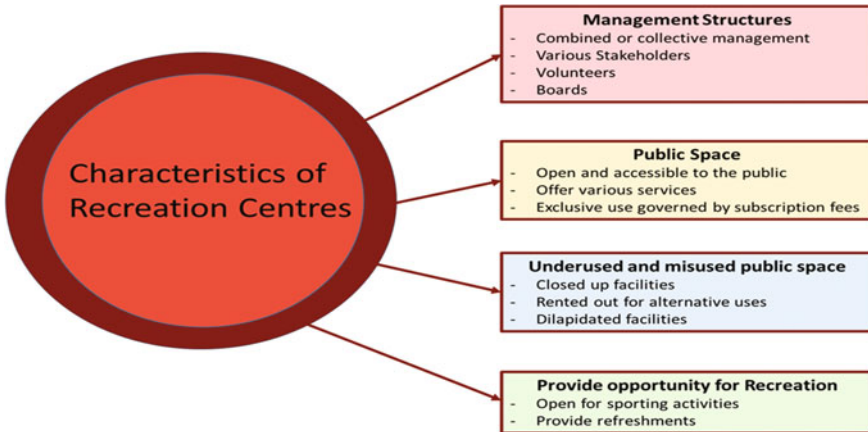 Characteristics of
Recreation Centres
Management Structures
- Combined or collective management
- Various Stakeholders
- Volunteers
- Boards
Public Space
- Open and accessible to the public
- Offer various services
- Exclusive use governed by subscription fees
Underused and misused public space
- Closed up facilities
- Rented out for alternative uses
- Dilapidated facilities
Provide opportunity for Recreation
- Open for sporting activities
- Provide refreshments